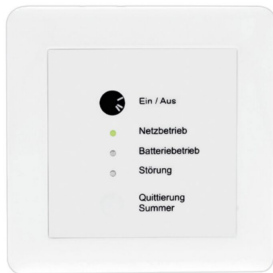 Ein / Aus
Netzbetrieb
Batteriebetrieb
Störung
Quittierung
Summer